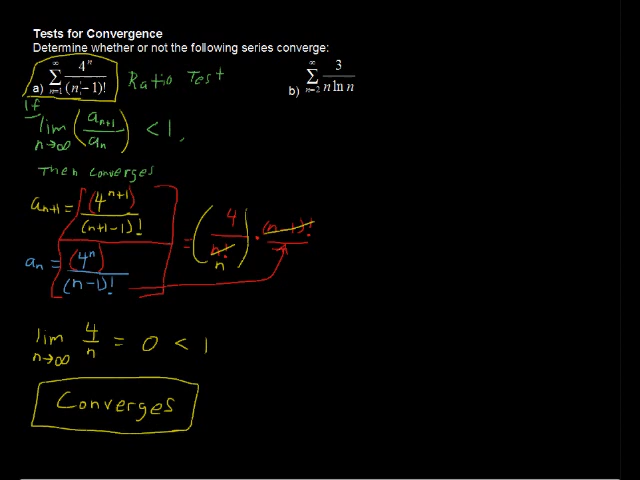 Tests for Convergence
Determine whether or not the following series converge:
a) ∑_{n=1}^{∞} 4^n/(n-1)! Ratio Test
b) ∑_{n=2}^{∞} 3/(n ln n)
If
lim_{n→∞} (a_{n+1}/a_n) < 1,
Then converges
a_{n+1} = (4^{n+1})/(n+1-1)!
a_n = (4^n)/(n-1)!
= (4/n! n) · (n-1)!/1
lim_{n→∞} 4/n = 0 < 1
Converges